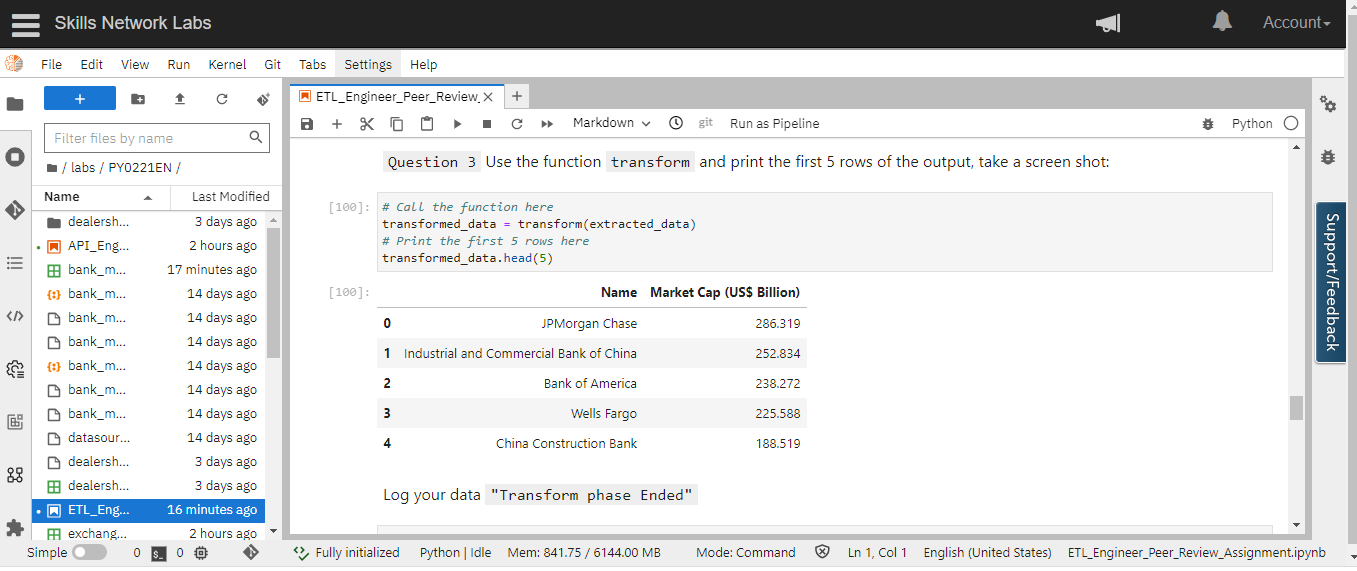 Skills Network Labs
Account
File Edit View Run Kernel Git Tabs Settings Help
+
Filter files by name
/ labs / PY0221EN /
Name Last Modified
dealersh... 3 days ago
API_Eng... 2 hours ago
bank_m... 17 minutes ago
bank_m... 14 days ago
bank_m... 14 days ago
bank_m... 14 days ago
bank_m... 14 days ago
bank_m... 14 days ago
bank_m... 14 days ago
datasour... 14 days ago
dealersh... 3 days ago
dealersh... 3 days ago
ETL_Eng... 16 minutes ago
exchang... 2 hours ago
ETL_Engineer_Peer_Review_
Markdown git Run as Pipeline Python
Question 3 Use the function transform and print the first 5 rows of the output, take a screen shot:
[100]: # Call the function here
transformed_data = transform(extracted_data)
# Print the first 5 rows here
transformed_data.head(5)
[100]: Name Market Cap (US$ Billion)
0 JPMorgan Chase 286.319
1 Industrial and Commercial Bank of China 252.834
2 Bank of America 238.272
3 Wells Fargo 225.588
4 China Construction Bank 188.519
Log your data "Transform phase Ended"
Support/Feedback
Simple 0 $_ 0 Fully initialized Python | Idle Mem: 841.75 / 6144.00 MB Mode: Command Ln 1, Col 1 English (United States) ETL_Engineer_Peer_Review_Assignment.ipynb